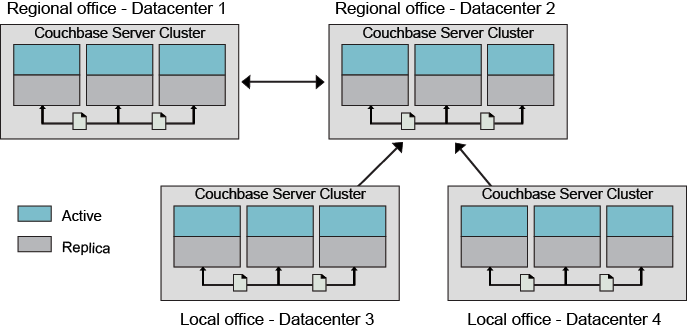 Regional office - Datacenter 1
Regional office - Datacenter 2
Couchbase Server Cluster
Couchbase Server Cluster
Couchbase Server Cluster
Couchbase Server Cluster
Active
Replica
Local office - Datacenter 3
Local office - Datacenter 4